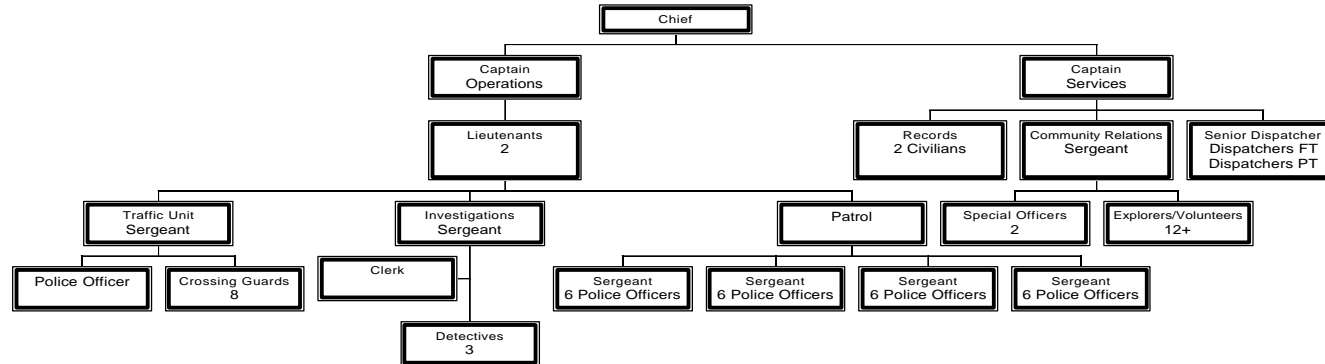 Chief
Captain
Operations
Captain
Services
Lieutenants
2
Records
2 Civilians
Community Relations
Sergeant
Senior Dispatcher
Dispatchers FT
Dispatchers PT
Traffic Unit
Sergeant
Investigations
Sergeant
Patrol
Special Officers
2
Explorers/Volunteers
12+
Police Officer
Crossing Guards
8
Clerk
Sergeant
6 Police Officers
Sergeant
6 Police Officers
Sergeant
6 Police Officers
Sergeant
6 Police Officers
Detectives
3